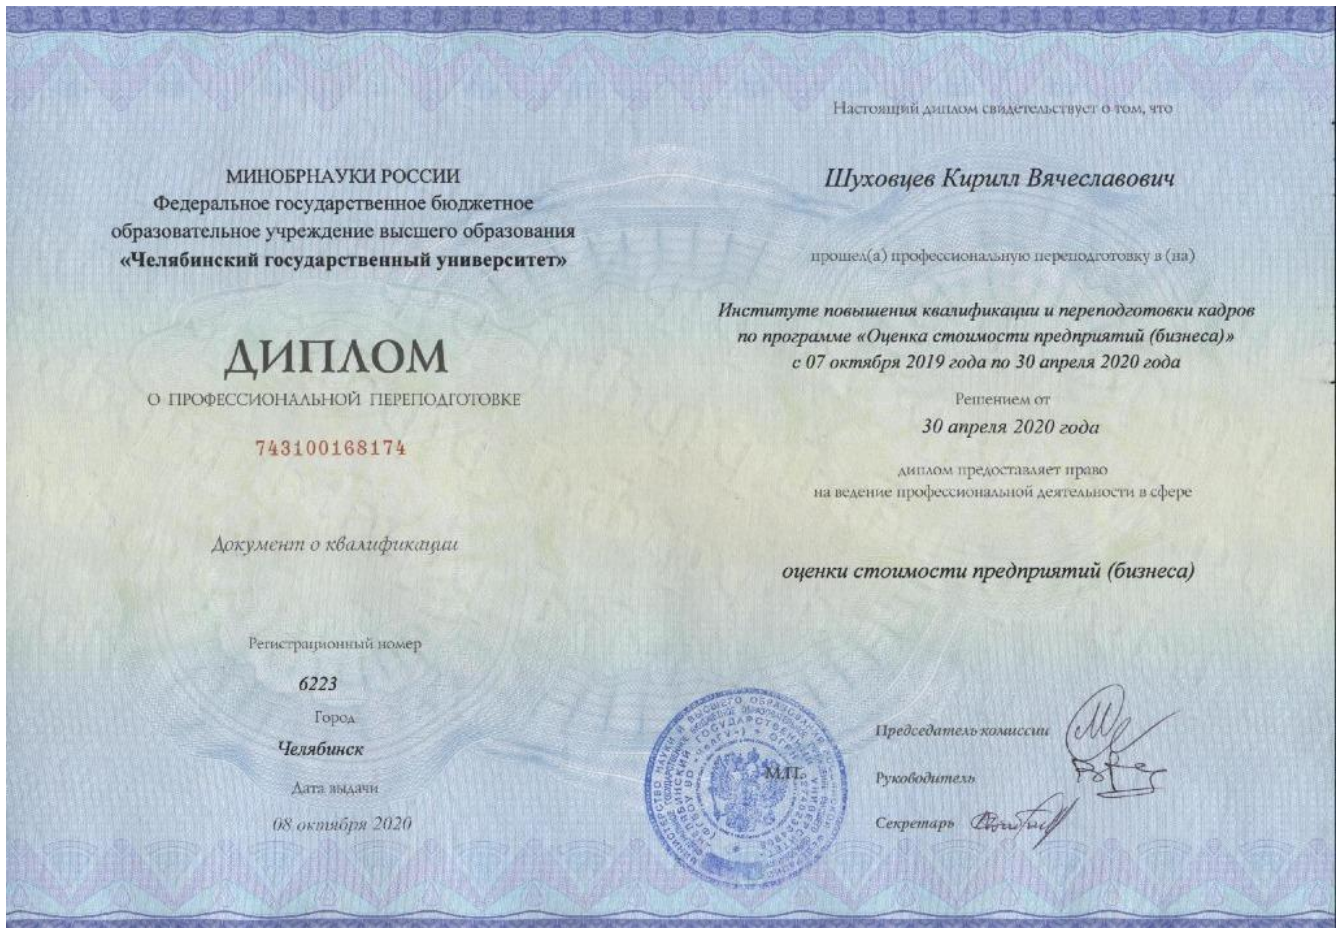 МИНОБРНАУКИ РОССИИ
Федеральное государственное бюджетное
образовательное учреждение высшего образования
«Челябинский государственный университет»
ДИПЛОМ
О ПРОФЕССИОНАЛЬНОЙ ПЕРЕПОДГОТОВКЕ
743100168174
Документ о квалификации
Регистрационный номер
6223
Город
Челябинск
Дата выдачи
08 октября 2020
Настоящий диплом свидетельствует о том, что
Шуховцев Кирилл Вячеславович
прошел(а) профессиональную переподготовку в (на)
Институте повышения квалификации и переподготовки кадров
по программе «Оценка стоимости предприятий (бизнеса)»
с 07 октября 2019 года по 30 апреля 2020 года
Решением от
30 апреля 2020 года
диплом предоставляет право
на ведение профессиональной деятельности в сфере
оценки стоимости предприятий (бизнеса)
М.П.
Председатель комиссии
Руководитель
Секретарь